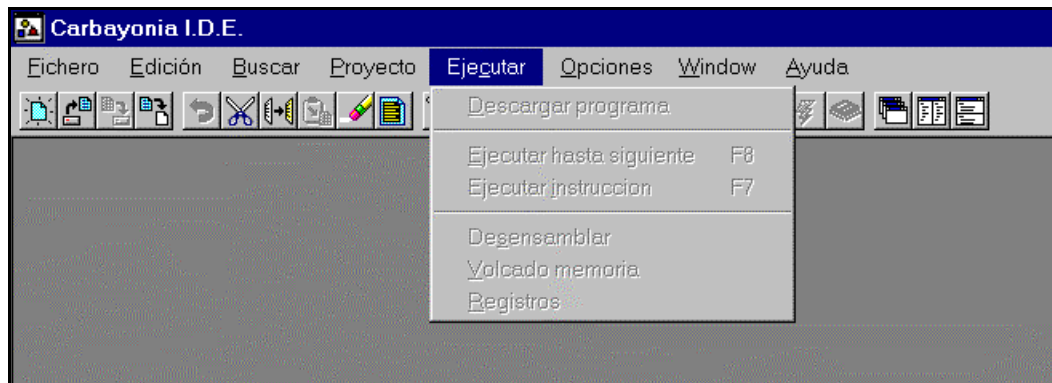 Carbayonia I.D.E.
Fichero Edición Buscar Proyecto Ejecutar Opciones Window Ayuda
Descargar programa
Ejecutar hasta siguiente F8
Ejecutar instruccion F7
Desensamblar
Volcado memoria
Registros